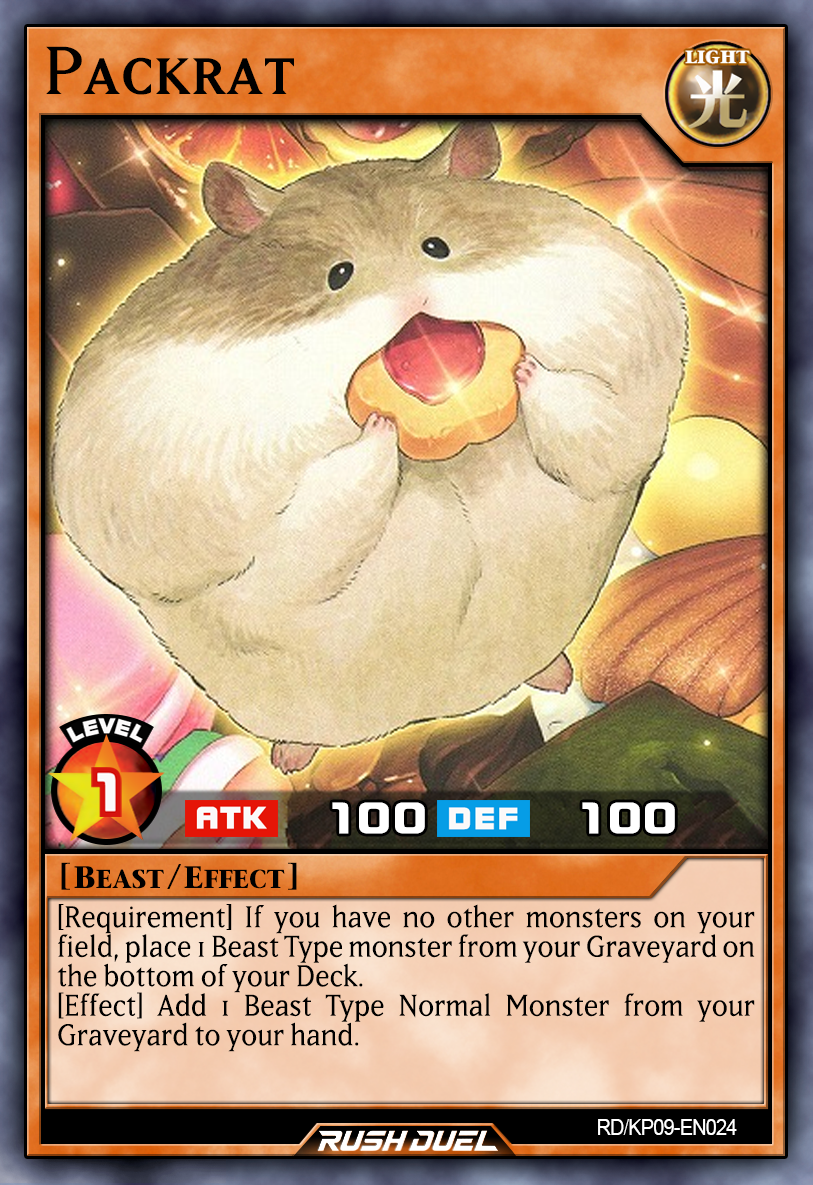 Packrat
LIGHT
光
LEVEL
1
ATK 100 DEF 100
[Beast/Effect]
[Requirement] If you have no other monsters on your
field, place 1 Beast Type monster from your Graveyard on
the bottom of your Deck.
[Effect] Add 1 Beast Type Normal Monster from your
Graveyard to your hand.
RD/KP09-EN024
RUSH DUEL